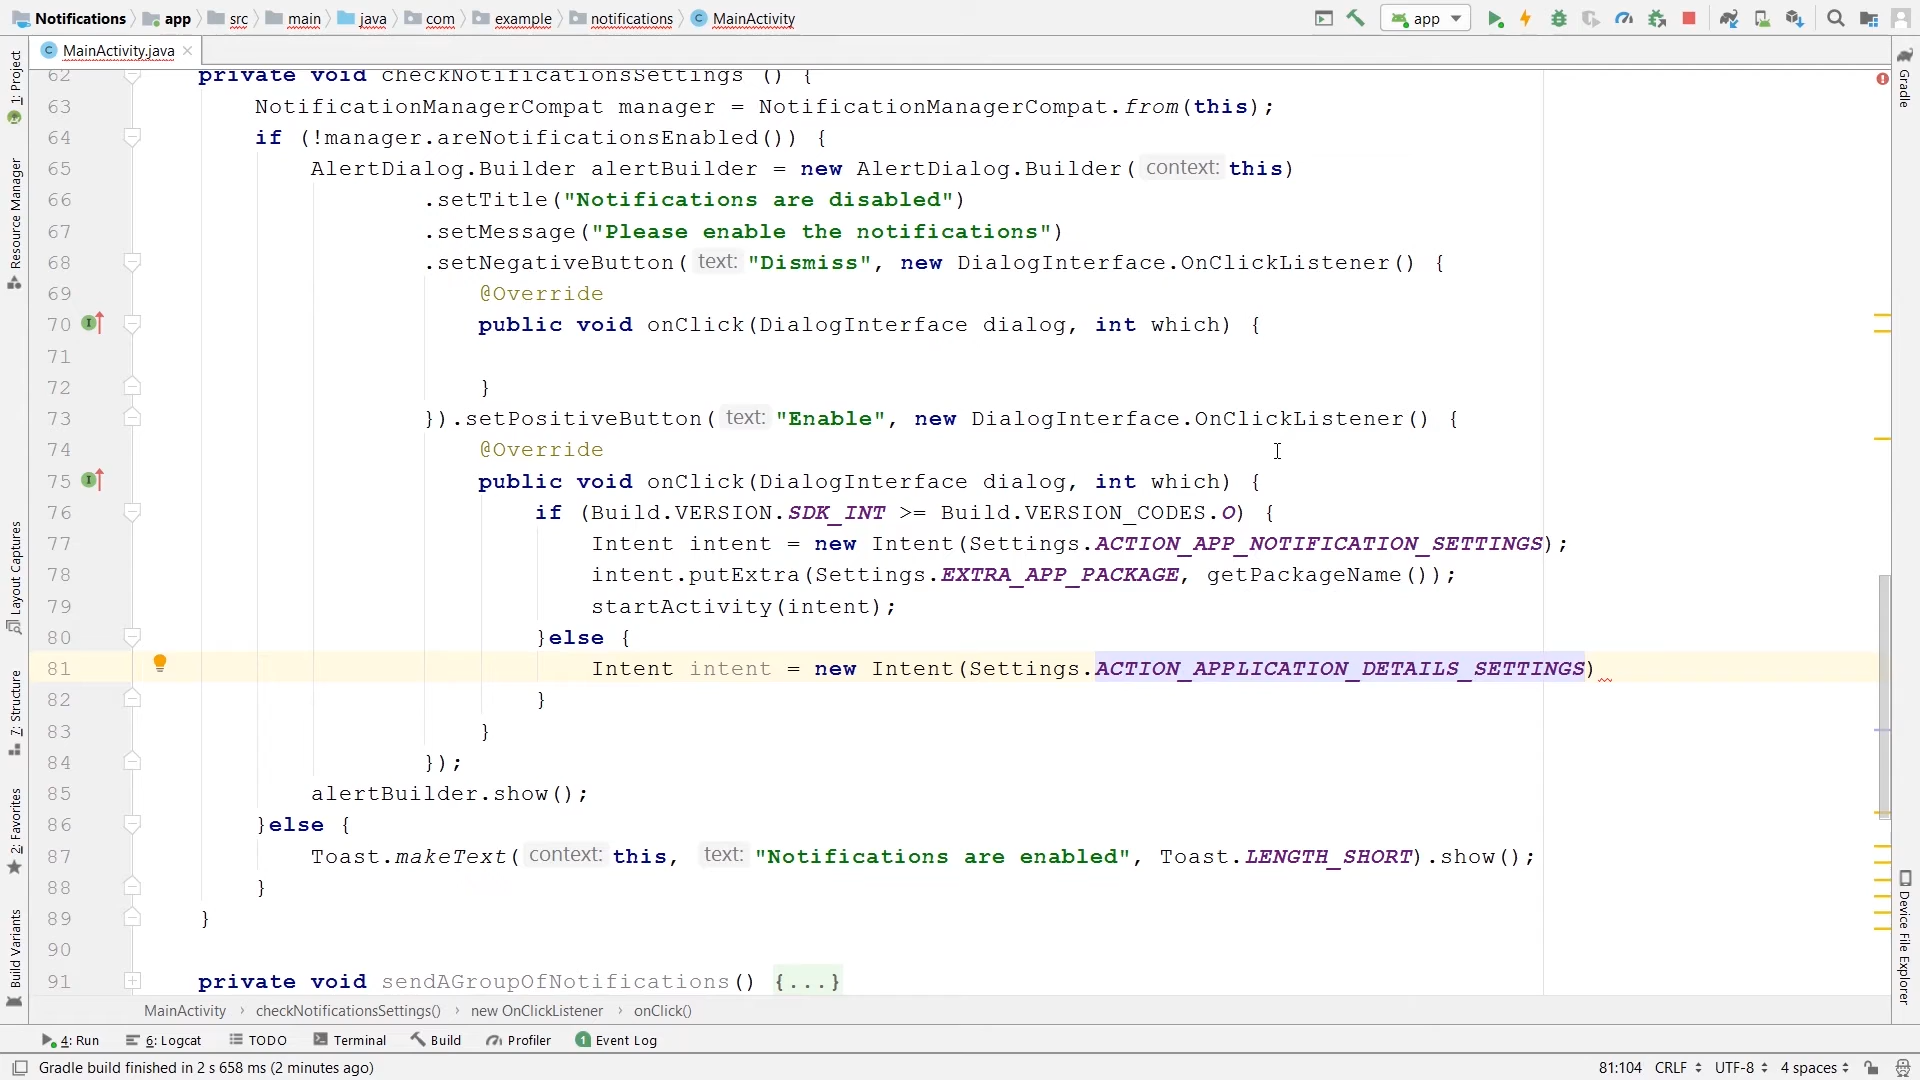 Notifications app src main java com example notifications MainActivity
app
MainActivity.java
1: Project
Resource Manager
Layout Captures
7: Structure
2: Favorites
Build Variants
Gradle
Device File Explorer
62 private void checkNotificationsSettings () {
63 NotificationManagerCompat manager = NotificationManagerCompat.from(this);
64 if (!manager.areNotificationsEnabled()) {
65 AlertDialog.Builder alertBuilder = new AlertDialog.Builder( context: this)
66 .setTitle("Notifications are disabled")
67 .setMessage("Please enable the notifications")
68 .setNegativeButton( text: "Dismiss", new DialogInterface.OnClickListener() {
69 @Override
70 public void onClick(DialogInterface dialog, int which) {
71
72 }
73 }).setPositiveButton( text: "Enable", new DialogInterface.OnClickListener() {
74 @Override
75 public void onClick(DialogInterface dialog, int which) {
76 if (Build.VERSION.SDK_INT >= Build.VERSION_CODES.O) {
77 Intent intent = new Intent(Settings.ACTION_APP_NOTIFICATION_SETTINGS);
78 intent.putExtra(Settings.EXTRA_APP_PACKAGE, getPackageName());
79 startActivity(intent);
80 }else {
81 Intent intent = new Intent(Settings.ACTION_APPLICATION_DETAILS_SETTINGS)
82 }
83 }
84 });
85 alertBuilder.show();
86 }else {
87 Toast.makeText( context: this, text: "Notifications are enabled", Toast.LENGTH_SHORT).show();
88 }
89 }
90
91 private void sendAGroupOfNotifications() {...}
MainActivity › checkNotificationsSettings() › new OnClickListener › onClick()
4: Run 6: Logcat TODO Terminal Build Profiler 1 Event Log
Gradle build finished in 2 s 658 ms (2 minutes ago) 81:104 CRLF UTF-8 4 spaces